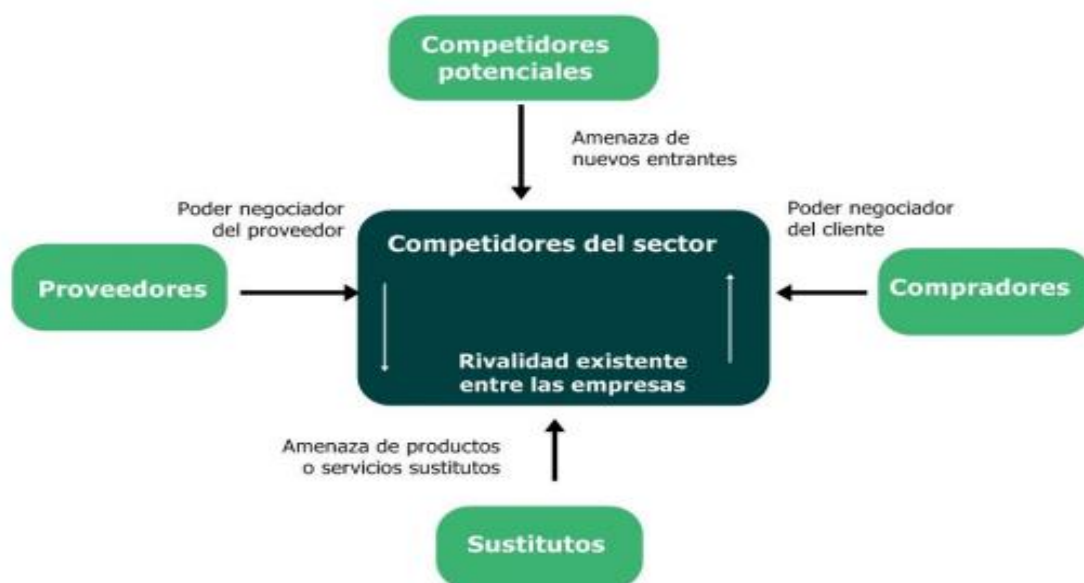 Competidores
potenciales
Amenaza de
nuevos entrantes
Poder negociador
del proveedor
Poder negociador
del cliente
Competidores del sector
Proveedores
Compradores
Rivalidad existente
entre las empresas
Amenaza de productos
o servicios sustitutos
Sustitutos